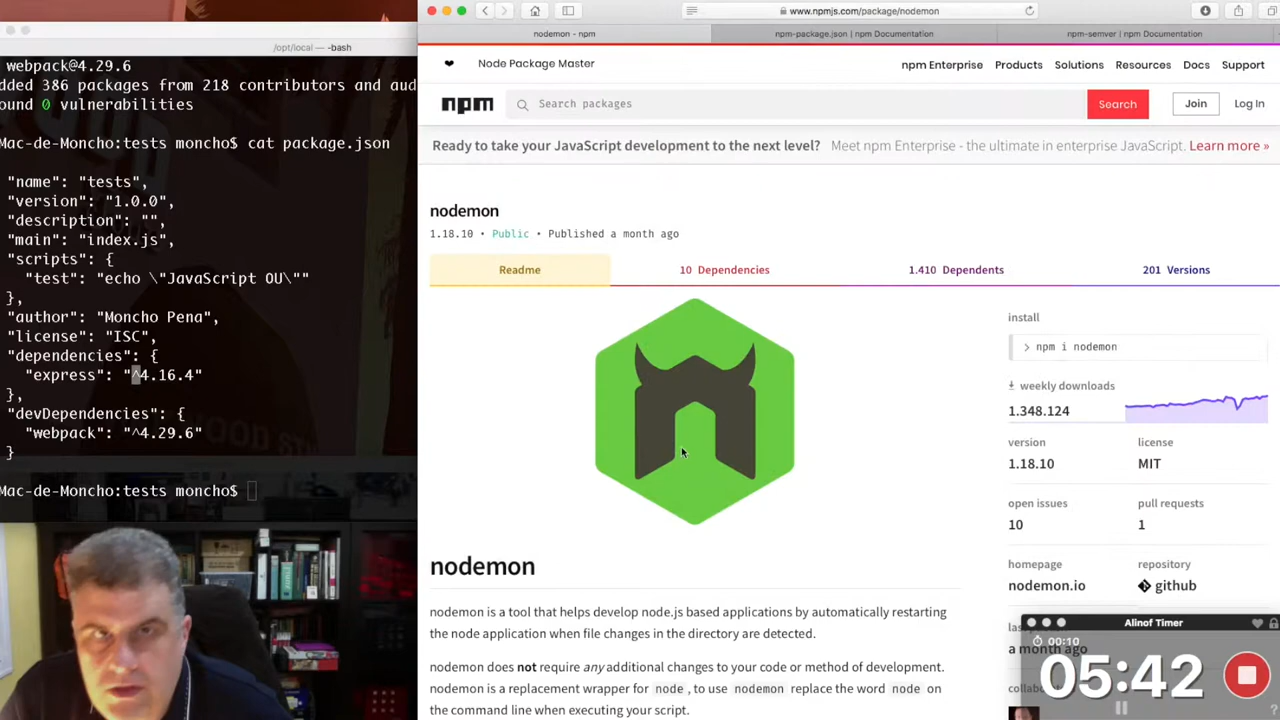 www.npmjs.com/package/nodemon
/opt/local — -bash
nodemon - npm
npm-package.json | npm Documentation
npm-semver | npm Documentation
webpack@4.29.6
dded 386 packages from 218 contributors and aud
ound 0 vulnerabilities
Mac-de-Moncho:tests moncho$ cat package.json
"name": "tests",
"version": "1.0.0",
"description": "",
"main": "index.js",
"scripts": {
"test": "echo \"JavaScript OU\""
},
"author": "Moncho Pena",
"license": "ISC",
"dependencies": {
"express": "^4.16.4"
},
"devDependencies": {
"webpack": "^4.29.6"
}
Mac-de-Moncho:tests moncho$
❤ Node Package Master
npm Enterprise Products Solutions Resources Docs Support
npm
Search packages
Search
Join
Log In
Ready to take your JavaScript development to the next level? Meet npm Enterprise - the ultimate in enterprise JavaScript. Learn more »
nodemon
1.18.10 • Public • Published a month ago
Readme
10 Dependencies
1.410 Dependents
201 Versions
install
> npm i nodemon
weekly downloads
1.348.124
version
license
1.18.10
MIT
open issues
pull requests
10
1
homepage
repository
nodemon.io
github
a month ago
nodemon
nodemon is a tool that helps develop node.js based applications by automatically restarting
the node application when file changes in the directory are detected.
nodemon does not require any additional changes to your code or method of development.
nodemon is a replacement wrapper for node, to use nodemon replace the word node on
the command line when executing your script.
Alinof Timer
00:10
05:42